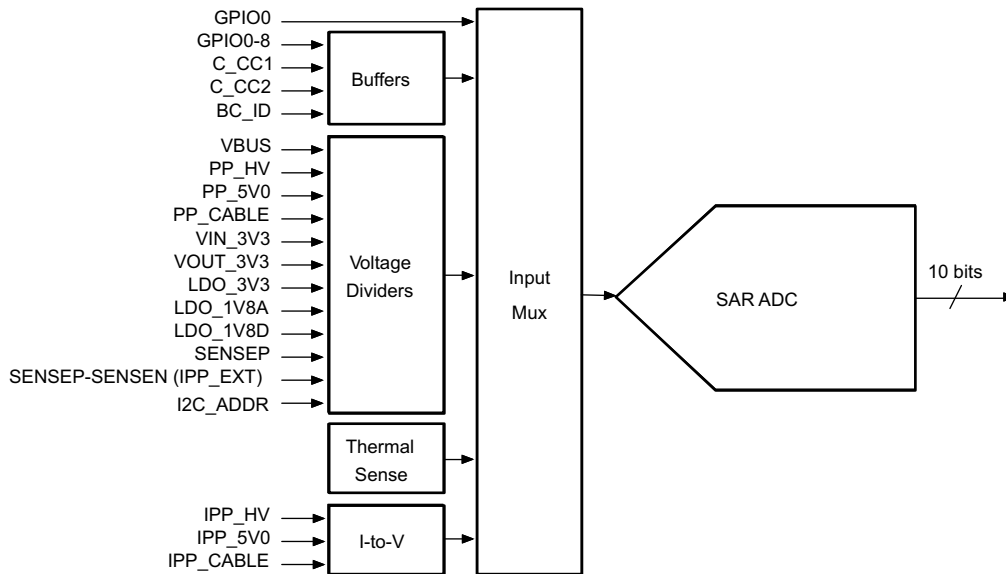 GPIO0
GPIO0-8
C_CC1
C_CC2
BC_ID
Buffers
VBUS
PP_HV
PP_5V0
PP_CABLE
VIN_3V3
VOUT_3V3
LDO_3V3
LDO_1V8A
LDO_1V8D
SENSEP
SENSEP-SENSEN (IPP_EXT)
I2C_ADDR
Voltage
Dividers
Thermal
Sense
IPP_HV
IPP_5V0
IPP_CABLE
I-to-V
Input
Mux
SAR ADC
10 bits